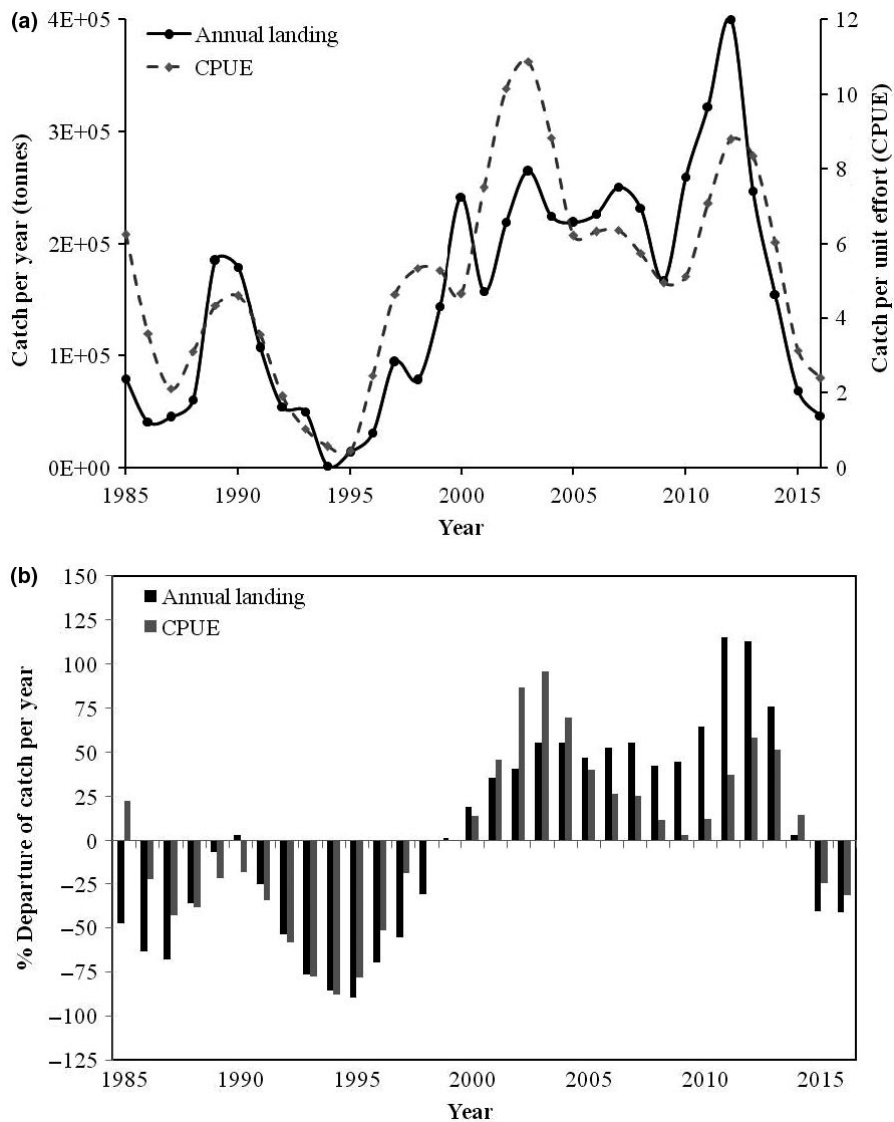 (a)
4E+05
3E+05
2E+05
1E+05
0E+00
Catch per year (tonnes)
Annual landing
CPUE
12
10
8
6
4
2
0
Catch per unit effort (CPUE)
1985 1990 1995 2000 2005 2010 2015
Year
(b)
150
125
100
75
50
25
0
−25
−50
−75
−100
−125
% Departure of catch per year
Annual landing
CPUE
1985 1990 1995 2000 2005 2010 2015
Year